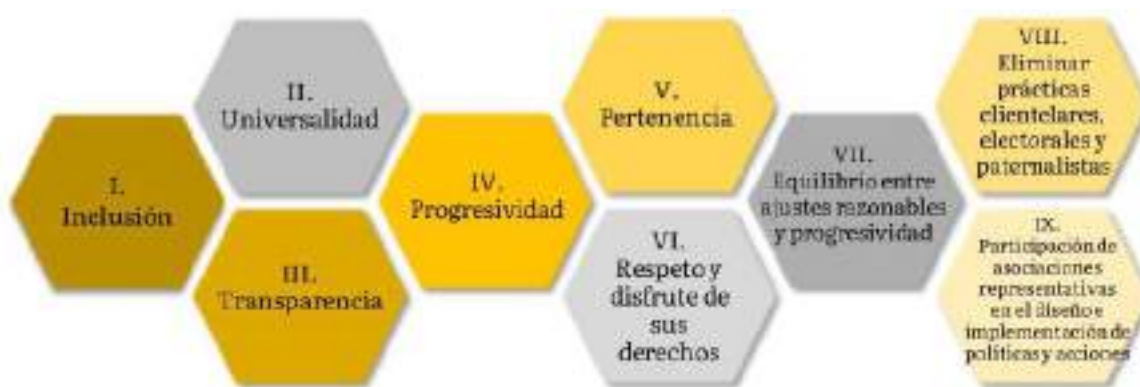 I.
Inclusión
II.
Universalidad
III.
Transparencia
IV.
Progresividad
V.
Pertenencia
VI.
Respeto y
disfrute de
sus
derechos
VII.
Equilibrio entre
ajustes razonables
y progresividad
VIII.
Eliminar
prácticas
clientelares,
electorales y
paternalistas
IX.
Participación de
asociaciones
representativas
en el diseño e
implementación de
políticas y acciones